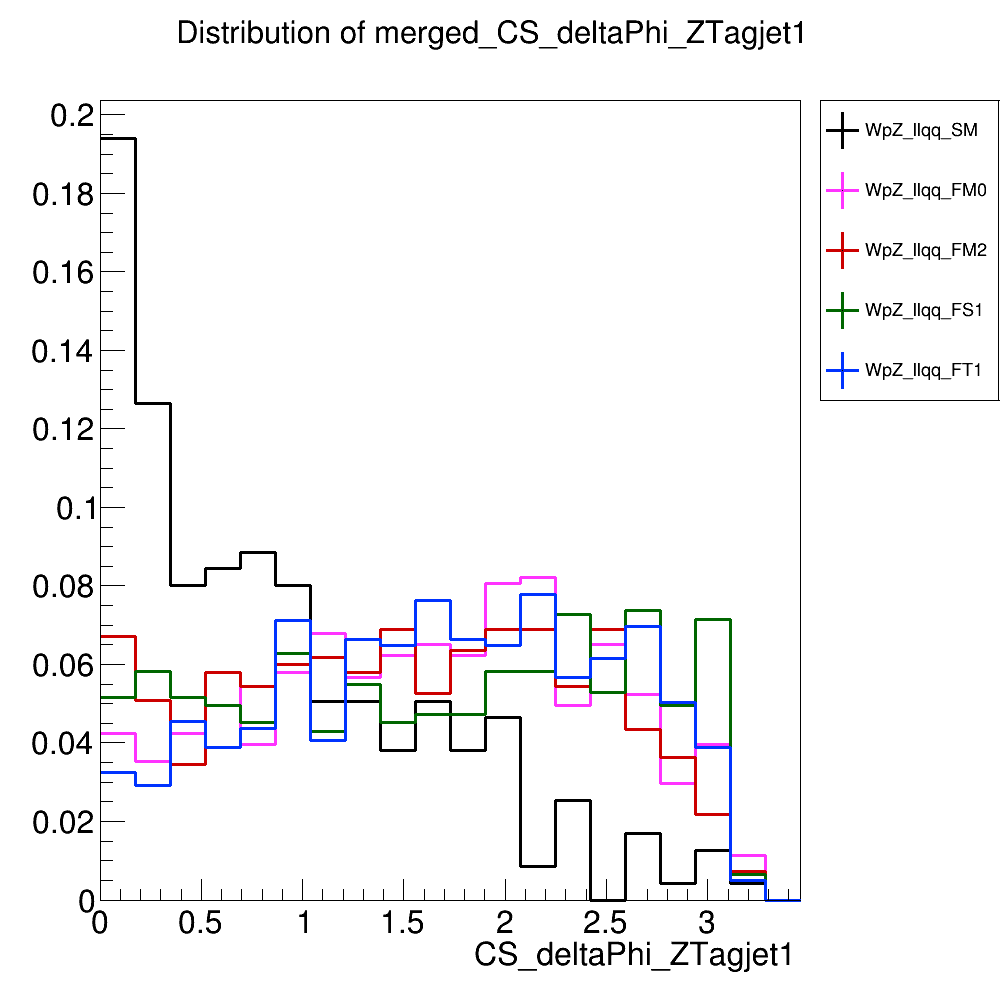 Distribution of merged_CS_deltaPhi_ZTagjet1
0.2
0.18
0.16
0.14
0.12
0.1
0.08
0.06
0.04
0.02
0
0 0.5 1 1.5 2 2.5 3
CS_deltaPhi_ZTagjet1
WpZ_llqq_SM
WpZ_llqq_FM0
WpZ_llqq_FM2
WpZ_llqq_FS1
WpZ_llqq_FT1